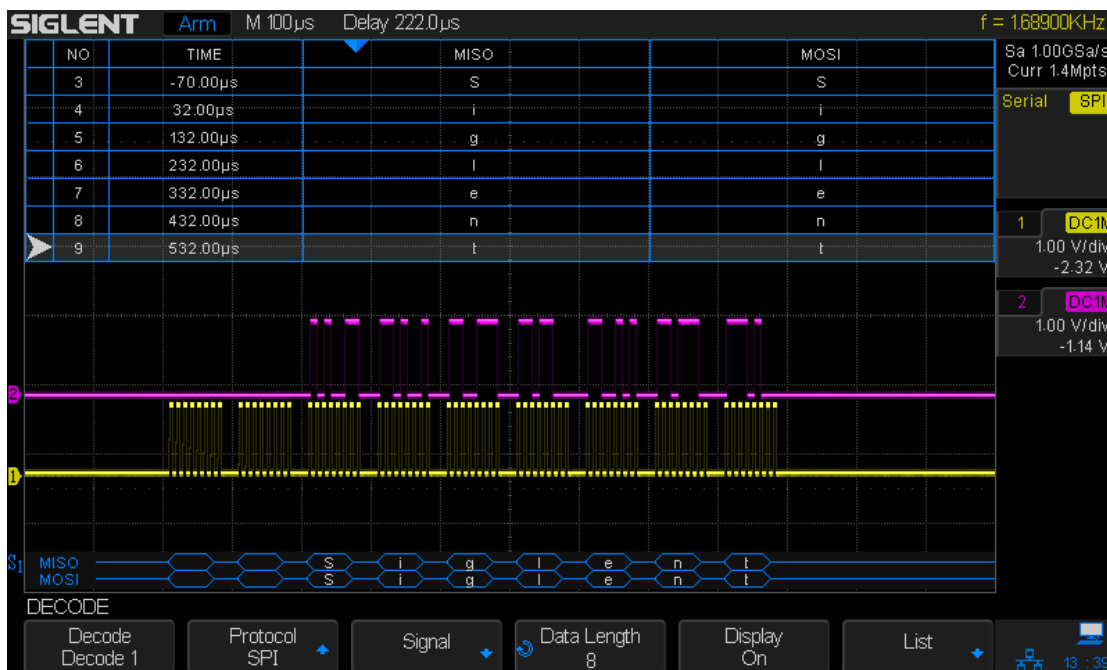 SIGLENT Arm M 100µs Delay 222.0µs f = 1.68900KHz
NO TIME MISO MOSI
3 -70.00µs S S
4 32.00µs i i
5 132.00µs g g
6 232.00µs l l
7 332.00µs e e
8 432.00µs n n
9 532.00µs t t
Sa 1.00GSa/s
Curr 1.4Mpts
Serial SPI
1 DC1M
1.00 V/div
-2.32 V
2 DC1M
1.00 V/div
-1.14 V
2
1
S1 MISO S i g l e n t
MOSI S i g l e n t
DECODE
Decode Protocol Signal Data Length Display List
Decode 1 SPI 8 On
13 : 39